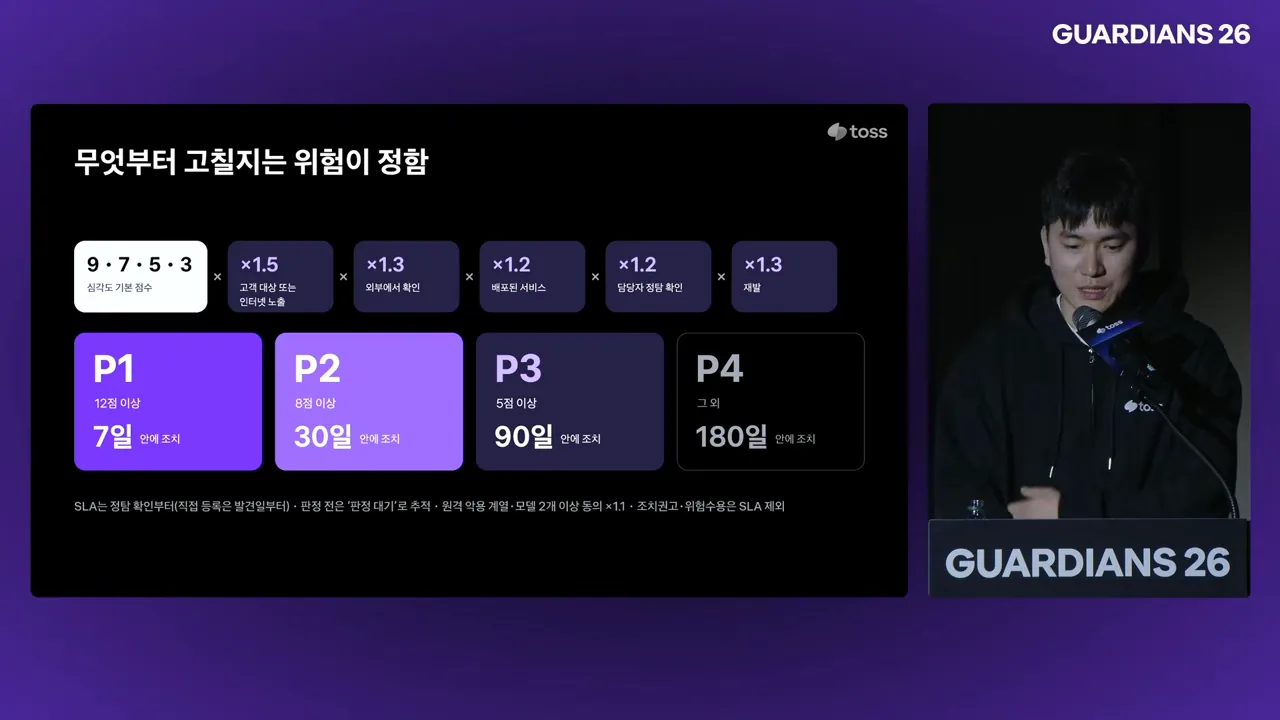 GUARDIANS 26
toss
무엇부터 고칠지는 위험이 정함
9 · 7 · 5 · 3
심각도 기본 점수
×
×1.5
고객 대상 또는
인터넷 노출
×
×1.3
외부에서 확인
×
×1.2
배포된 서비스
×
×1.2
담당자 정탐 확인
×
×1.3
재발
P1
12점 이상
7일 안에 조치
P2
8점 이상
30일 안에 조치
P3
5점 이상
90일 안에 조치
P4
그 외
180일 안에 조치
SLA는 정탐 확인부터(직접 등록은 발견일부터) · 판정 전은 '판정 대기'로 추적 · 원격 악용 계열·모델 2개 이상 동의 ×1.1 · 조치권고·위험수용은 SLA 제외
toss
GUARDIANS 26